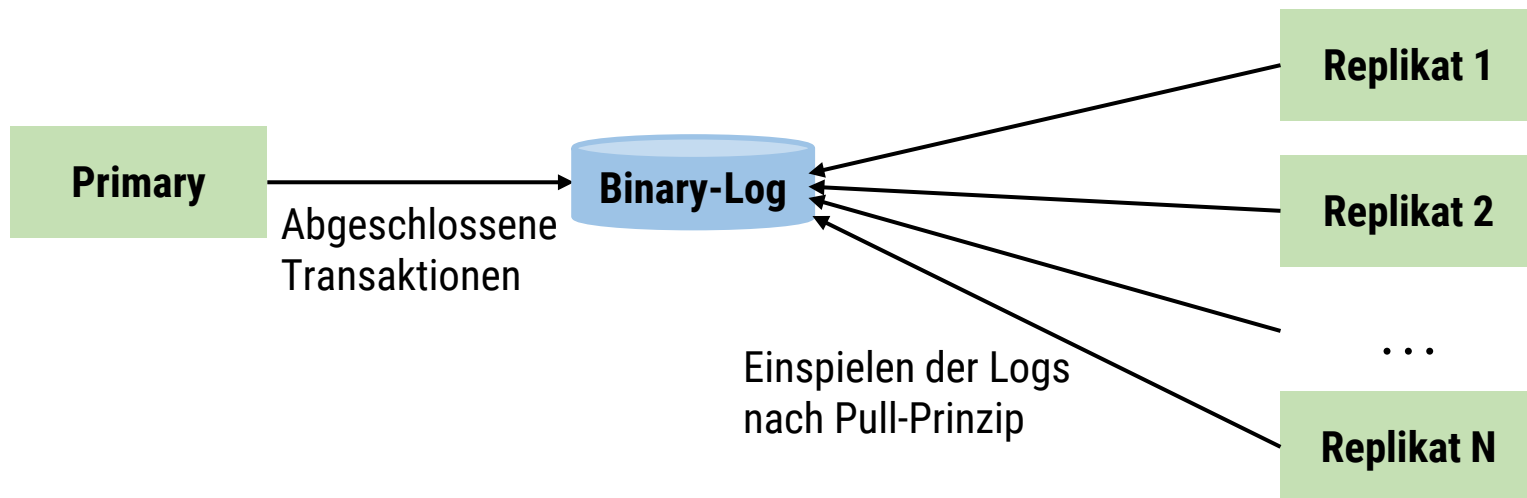 Primary
Abgeschlossene
Transaktionen
Binary-Log
Einspielen der Logs
nach Pull-Prinzip
Replikat 1
Replikat 2
...
Replikat N